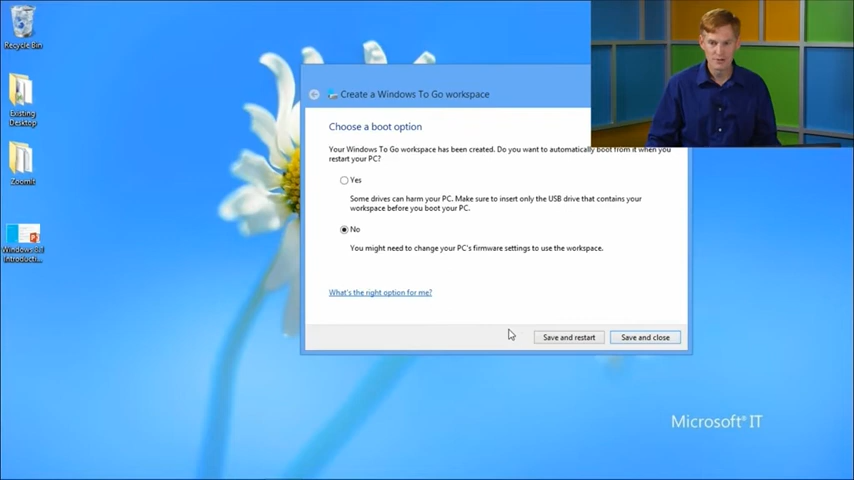 Recycle Bin
Existing
Desktop
ZoomIt
Windows 8.1
Introducti...
Create a Windows To Go workspace
Choose a boot option
Your Windows To Go workspace has been created. Do you want to automatically boot from it when you
restart your PC?
Yes
Some drives can harm your PC. Make sure to insert only the USB drive that contains your
workspace before you boot your PC.
No
You might need to change your PC's firmware settings to use the workspace.
What's the right option for me?
Save and restart
Save and close
Microsoft® IT